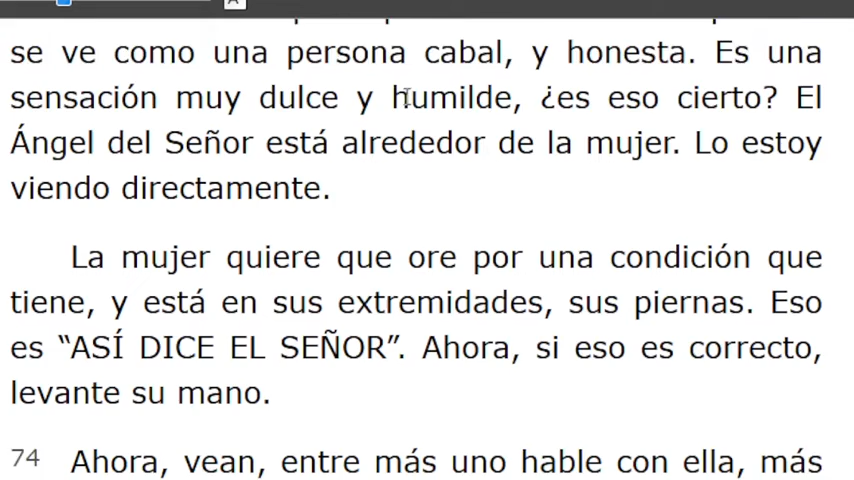 se ve como una persona cabal, y honesta. Es una
sensación muy dulce y humilde, ¿es eso cierto? El
Ángel del Señor está alrededor de la mujer. Lo estoy
viendo directamente.
La mujer quiere que ore por una condición que
tiene, y está en sus extremidades, sus piernas. Eso
es “ASÍ DICE EL SEÑOR”. Ahora, si eso es correcto,
levante su mano.
74 Ahora, vean, entre más uno hable con ella, más